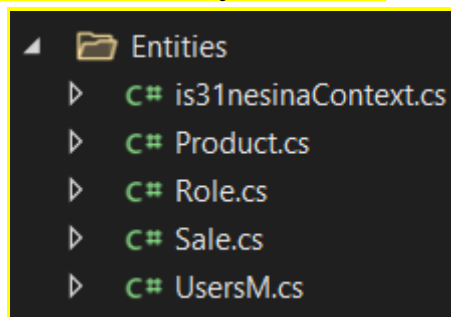 Entities
C# is31nesinaContext.cs
C# Product.cs
C# Role.cs
C# Sale.cs
C# UsersM.cs